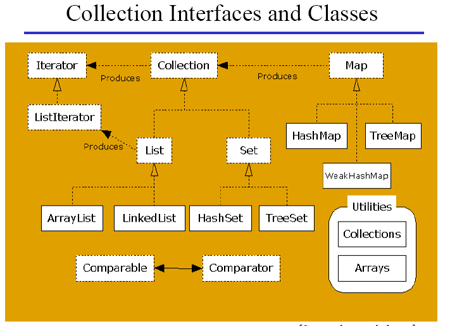 Collection Interfaces and Classes
Iterator
Collection
Map
Produces
Produces
ListIterator
Produces
HashMap
TreeMap
List
Set
WeakHashMap
Utilities
ArrayList
LinkedList
HashSet
TreeSet
Collections
Comparable
Comparator
Arrays